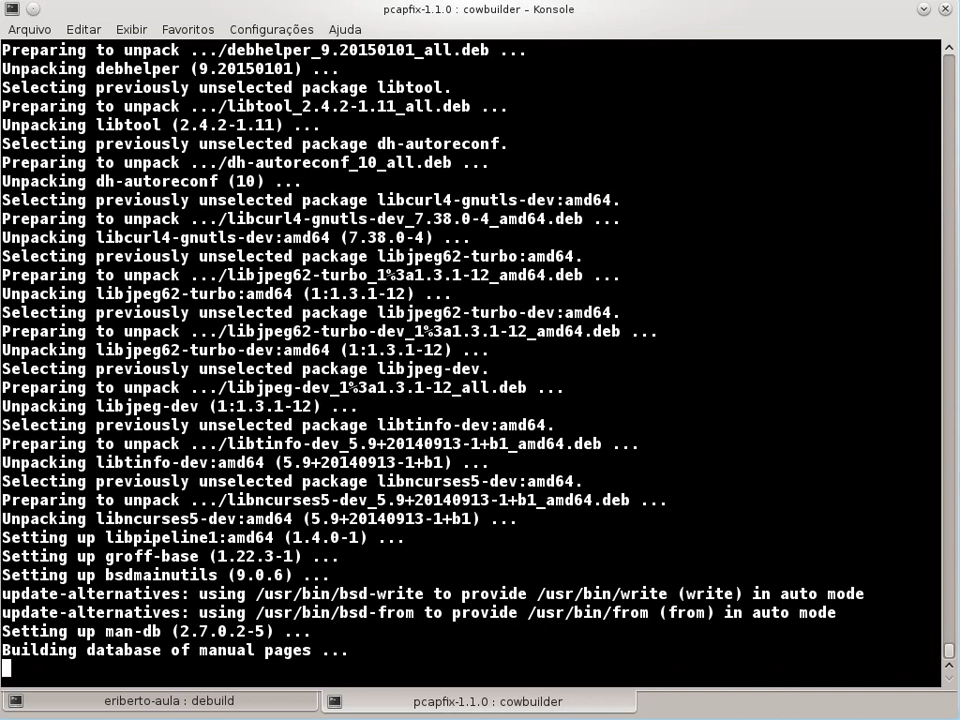 pcapfix-1.1.0 : cowbuilder – Konsole
Arquivo Editar Exibir Favoritos Configurações Ajuda
Preparing to unpack .../debhelper_9.20150101_all.deb ...
Unpacking debhelper (9.20150101) ...
Selecting previously unselected package libtool.
Preparing to unpack .../libtool_2.4.2-1.11_all.deb ...
Unpacking libtool (2.4.2-1.11) ...
Selecting previously unselected package dh-autoreconf.
Preparing to unpack .../dh-autoreconf_10_all.deb ...
Unpacking dh-autoreconf (10) ...
Selecting previously unselected package libcurl4-gnutls-dev:amd64.
Preparing to unpack .../libcurl4-gnutls-dev_7.38.0-4_amd64.deb ...
Unpacking libcurl4-gnutls-dev:amd64 (7.38.0-4) ...
Selecting previously unselected package libjpeg62-turbo:amd64.
Preparing to unpack .../libjpeg62-turbo_1%3a1.3.1-12_amd64.deb ...
Unpacking libjpeg62-turbo:amd64 (1:1.3.1-12) ...
Selecting previously unselected package libjpeg62-turbo-dev:amd64.
Preparing to unpack .../libjpeg62-turbo-dev_1%3a1.3.1-12_amd64.deb ...
Unpacking libjpeg62-turbo-dev:amd64 (1:1.3.1-12) ...
Selecting previously unselected package libjpeg-dev.
Preparing to unpack .../libjpeg-dev_1%3a1.3.1-12_all.deb ...
Unpacking libjpeg-dev (1:1.3.1-12) ...
Selecting previously unselected package libtinfo-dev:amd64.
Preparing to unpack .../libtinfo-dev_5.9+20140913-1+b1_amd64.deb ...
Unpacking libtinfo-dev:amd64 (5.9+20140913-1+b1) ...
Selecting previously unselected package libncurses5-dev:amd64.
Preparing to unpack .../libncurses5-dev_5.9+20140913-1+b1_amd64.deb ...
Unpacking libncurses5-dev:amd64 (5.9+20140913-1+b1) ...
Setting up libpipeline1:amd64 (1.4.0-1) ...
Setting up groff-base (1.22.3-1) ...
Setting up bsdmainutils (9.0.6) ...
update-alternatives: using /usr/bin/bsd-write to provide /usr/bin/write (write) in auto mode
update-alternatives: using /usr/bin/bsd-from to provide /usr/bin/from (from) in auto mode
Setting up man-db (2.7.0.2-5) ...
Building database of manual pages ...
eriberto-aula : debuild
pcapfix-1.1.0 : cowbuilder